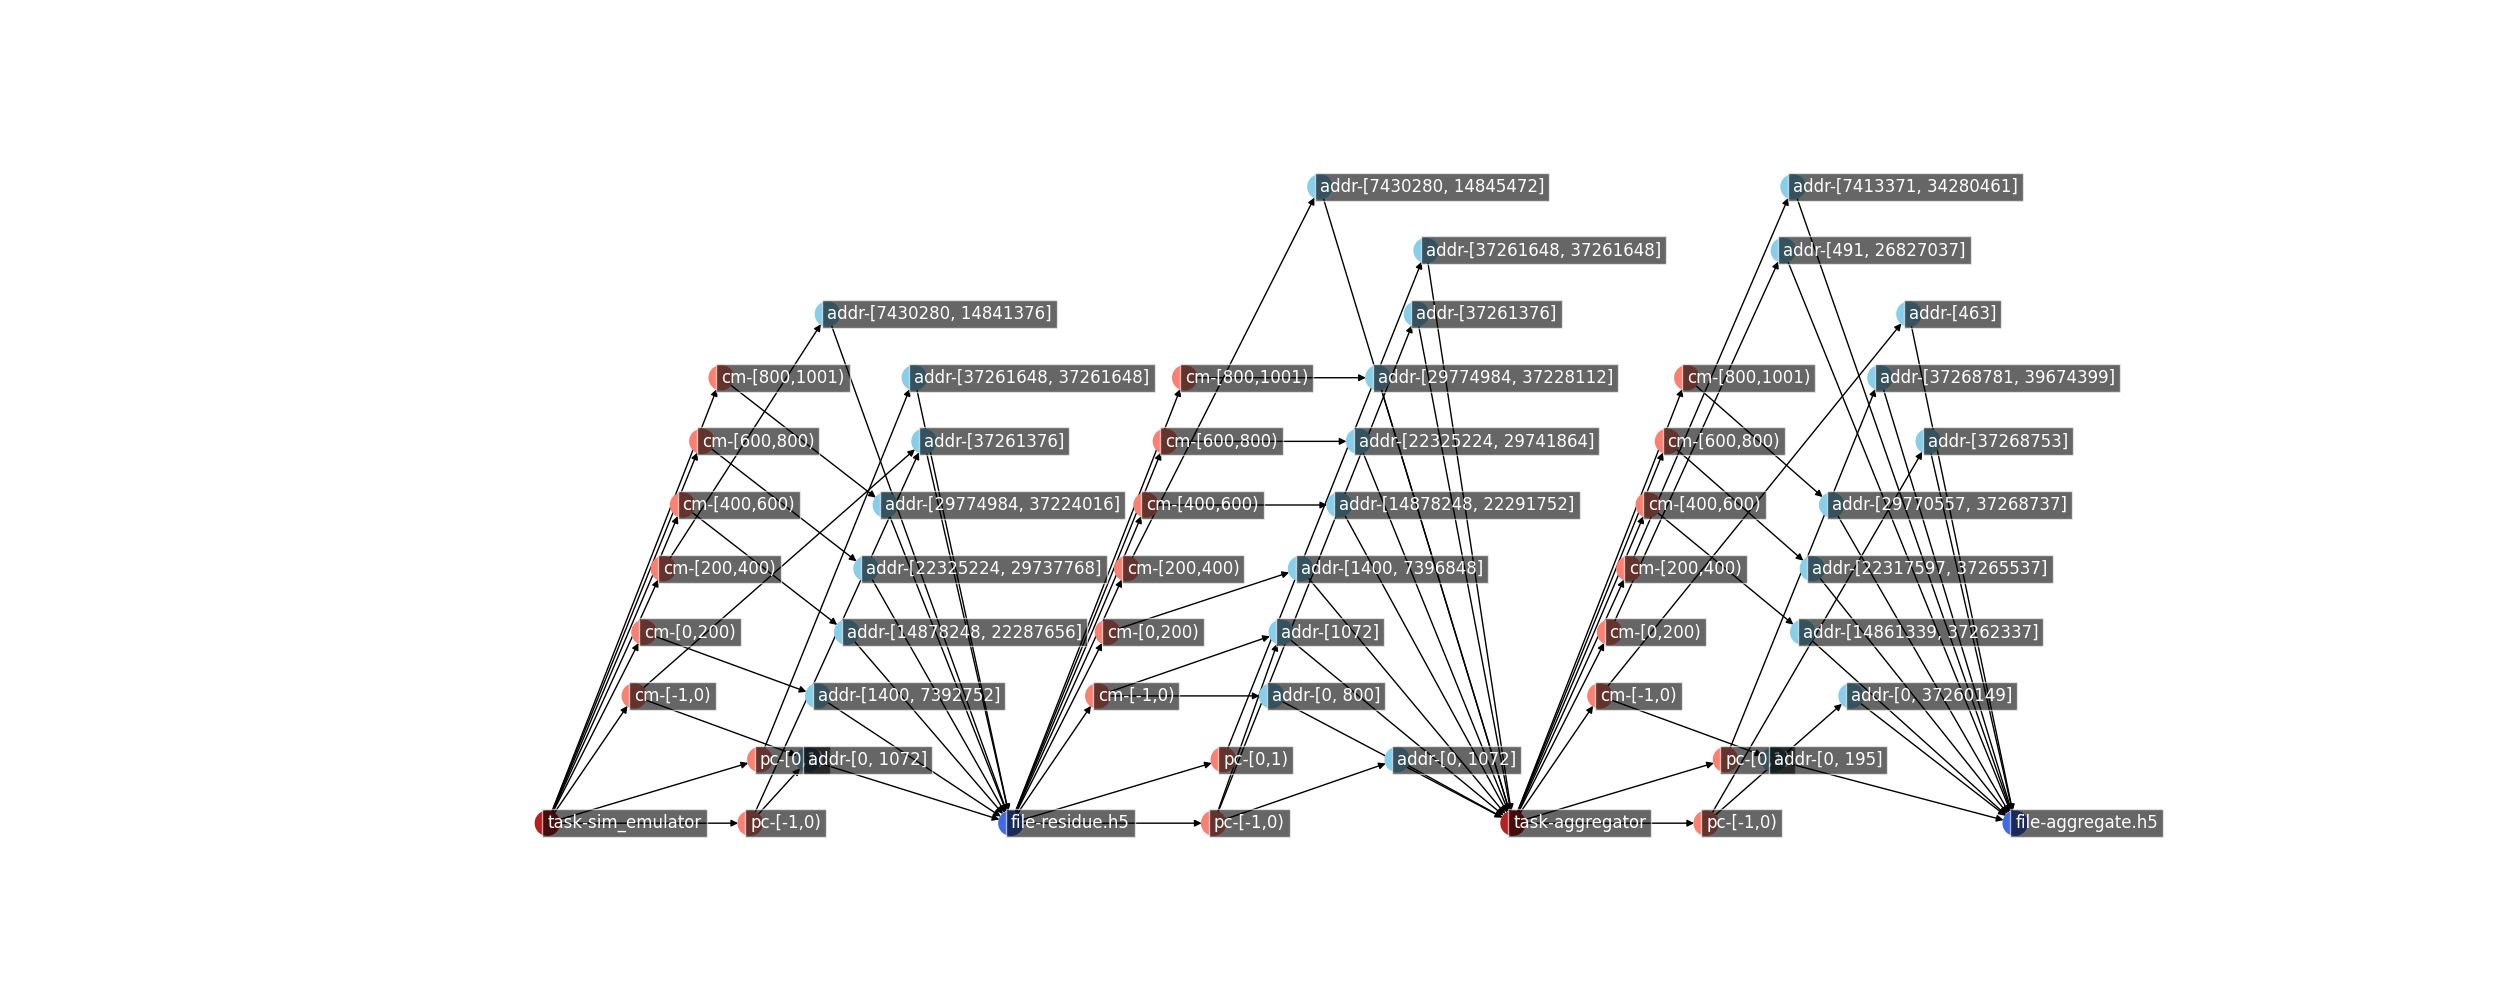 addr-[7430280, 14845472]
addr-[7413371, 34280461]
addr-[37261648, 37261648]
addr-[491, 26827037]
addr-[7430280, 14841376]
addr-[37261376]
addr-[463]
cm-[800,1001)
addr-[37261648, 37261648]
cm-[800,1001)
addr-[29774984, 37228112]
cm-[800,1001)
addr-[37268781, 39674399]
cm-[600,800)
addr-[37261376]
cm-[600,800)
addr-[22325224, 29741864]
cm-[600,800)
addr-[37268753]
cm-[400,600)
addr-[29774984, 37224016]
cm-[400,600)
addr-[14878248, 22291752]
cm-[400,600)
addr-[29770557, 37268737]
cm-[200,400)
addr-[22325224, 29737768]
cm-[200,400)
addr-[1400, 7396848]
cm-[200,400)
addr-[22317597, 37265537]
cm-[0,200)
addr-[14878248, 22287656]
cm-[0,200)
addr-[1072]
cm-[0,200)
addr-[14861339, 37262337]
cm-[-1,0)
addr-[1400, 7392752]
cm-[-1,0)
addr-[0, 800]
cm-[-1,0)
addr-[0, 37260149]
pc-[0,
addr-[0, 1072]
pc-[0,1)
addr-[0, 1072]
pc-[0,
addr-[0, 195]
task-sim_emulator
pc-[-1,0)
file-residue.h5
pc-[-1,0)
task-aggregator
pc-[-1,0)
file-aggregate.h5